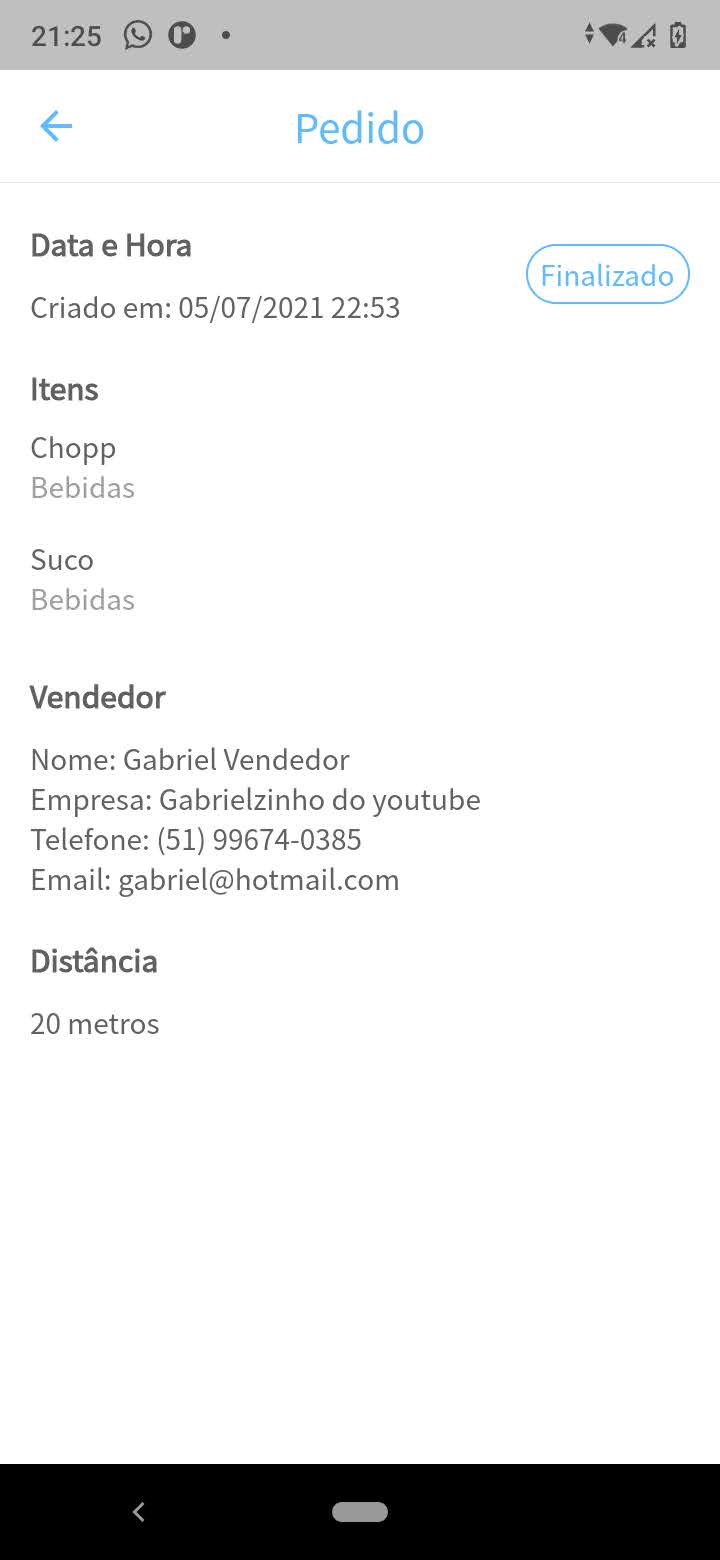 21:25
Pedido
Data e Hora
Finalizado
Criado em: 05/07/2021 22:53
Itens
Chopp
Bebidas
Suco
Bebidas
Vendedor
Nome: Gabriel Vendedor
Empresa: Gabrielzinho do youtube
Telefone: (51) 99674-0385
Email: gabriel@hotmail.com
Distância
20 metros